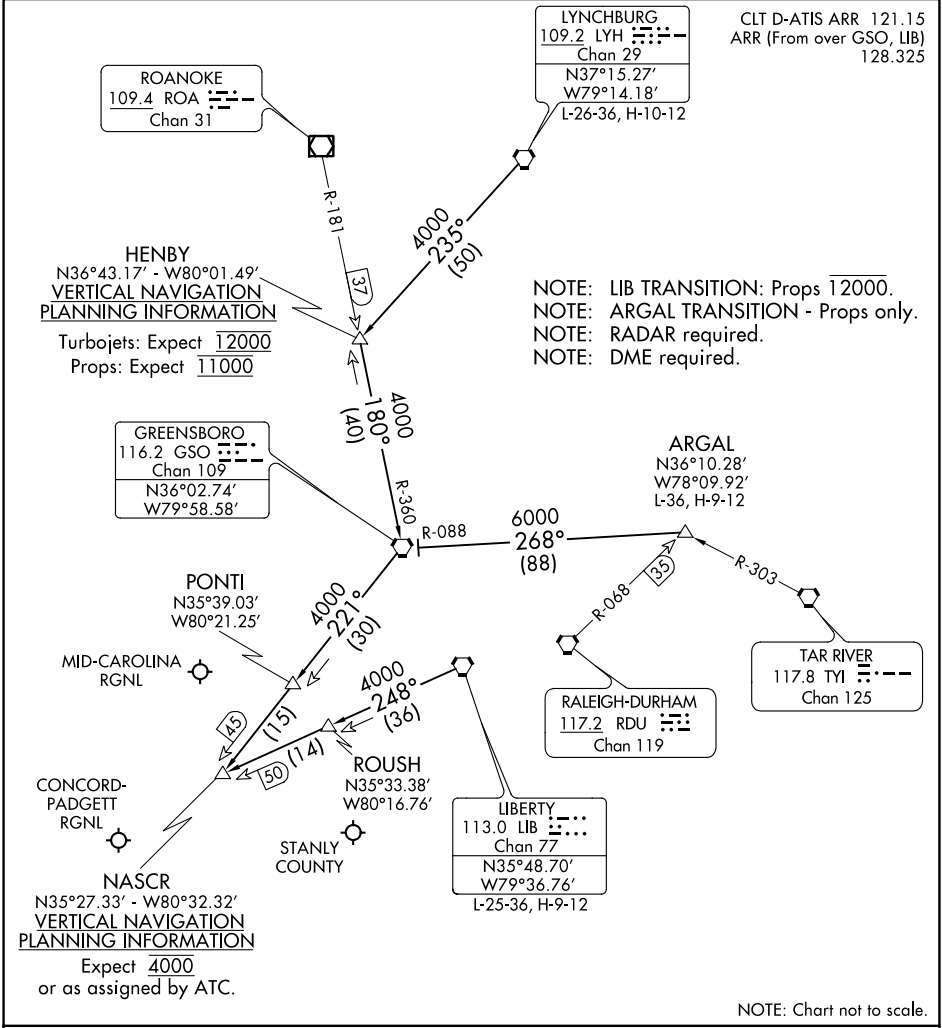 LYNCHBURG
109.2 LYH
Chan 29
N37°15.27′
W79°14.18′
L-26-36, H-10-12
CLT D-ATIS ARR 121.15
ARR (From over GSO, LIB)
128.325
ROANOKE
109.4 ROA
Chan 31
R-181
37
4000
235°
(50)
HENBY
N36°43.17′ - W80°01.49′
VERTICAL NAVIGATION
PLANNING INFORMATION
Turbojets: Expect 12000
Props: Expect 11000
NOTE: LIB TRANSITION: Props 12000.
NOTE: ARGAL TRANSITION - Props only.
NOTE: RADAR required.
NOTE: DME required.
4000
180°
(40)
R-360
GREENSBORO
116.2 GSO
Chan 109
N36°02.74′
W79°58.58′
ARGAL
N36°10.28′
W78°09.92′
L-36, H-9-12
R-088
6000
268°
(88)
R-068
35
R-303
PONTI
N35°39.03′
W80°21.25′
4000
221°
(30)
MID-CAROLINA
RGNL
TAR RIVER
117.8 TYI
Chan 125
RALEIGH-DURHAM
117.2 RDU
Chan 119
4000
248°
(36)
45
(15)
(14)
50
ROUSH
N35°33.38′
W80°16.76′
CONCORD-
PADGETT
RGNL
STANLY
COUNTY
LIBERTY
113.0 LIB
Chan 77
N35°48.70′
W79°36.76′
L-25-36, H-9-12
NASCR
N35°27.33′ - W80°32.32′
VERTICAL NAVIGATION
PLANNING INFORMATION
Expect 4000
or as assigned by ATC.
NOTE: Chart not to scale.